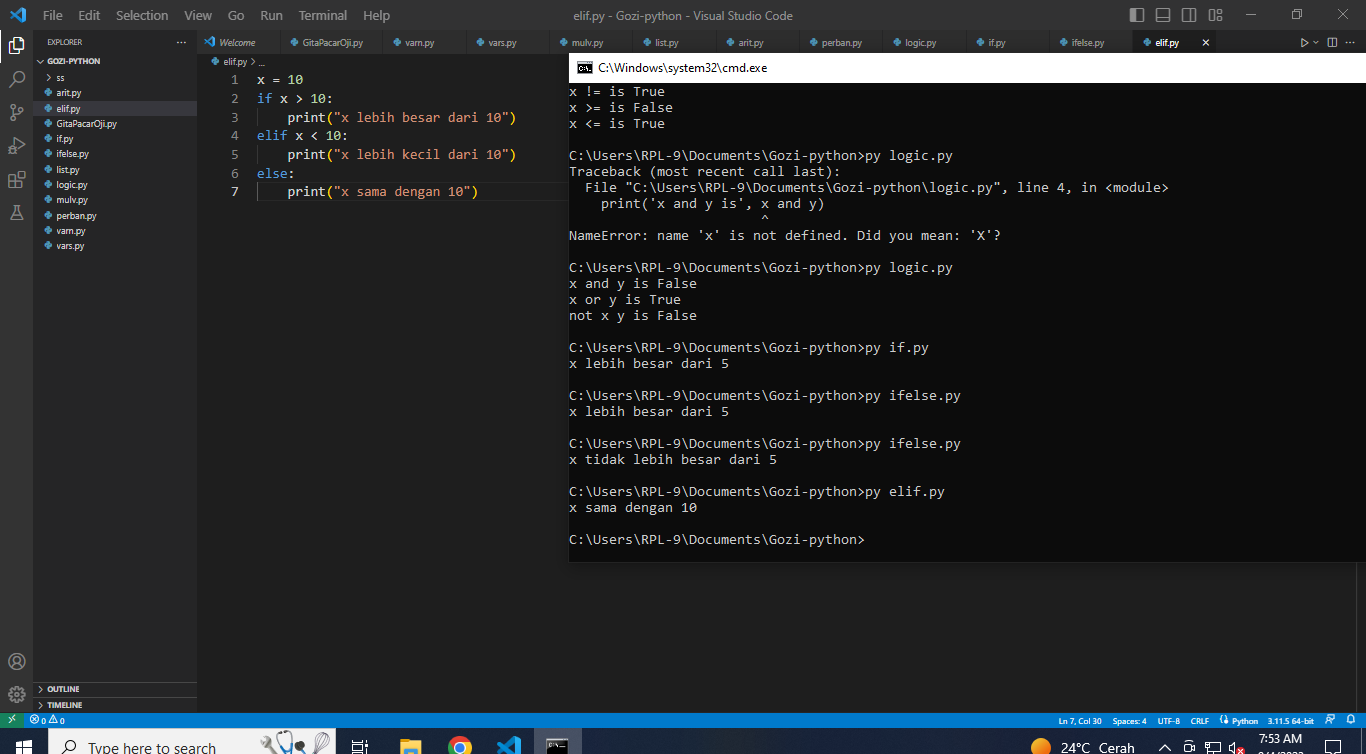 File Edit Selection View Go Run Terminal Help
elif.py - Gozi-python - Visual Studio Code
EXPLORER
Welcome
GitaPacarOji.py
varn.py
vars.py
mulv.py
list.py
arit.py
perban.py
logic.py
if.py
ifelse.py
elif.py
GOZI-PYTHON
ss
arit.py
elif.py
GitaPacarOji.py
if.py
ifelse.py
list.py
logic.py
mulv.py
perban.py
varn.py
vars.py
OUTLINE
TIMELINE
elif.py > ...
1 x = 10
2 if x > 10:
3 print("x lebih besar dari 10")
4 elif x < 10:
5 print("x lebih kecil dari 10")
6 else:
7 print("x sama dengan 10")
C:\Windows\system32\cmd.exe
x != is True
x >= is False
x <= is True
C:\Users\RPL-9\Documents\Gozi-python>py logic.py
Traceback (most recent call last):
File "C:\Users\RPL-9\Documents\Gozi-python\logic.py", line 4, in <module>
print('x and y is', x and y)
^
NameError: name 'x' is not defined. Did you mean: 'X'?
C:\Users\RPL-9\Documents\Gozi-python>py logic.py
x and y is False
x or y is True
not x y is False
C:\Users\RPL-9\Documents\Gozi-python>py if.py
x lebih besar dari 5
C:\Users\RPL-9\Documents\Gozi-python>py ifelse.py
x lebih besar dari 5
C:\Users\RPL-9\Documents\Gozi-python>py ifelse.py
x tidak lebih besar dari 5
C:\Users\RPL-9\Documents\Gozi-python>py elif.py
x sama dengan 10
C:\Users\RPL-9\Documents\Gozi-python>
0 0
Ln 7, Col 30 Spaces: 4 UTF-8 CRLF Python 3.11.5 64-bit
Type here to search
24°C Cerah
7:53 AM